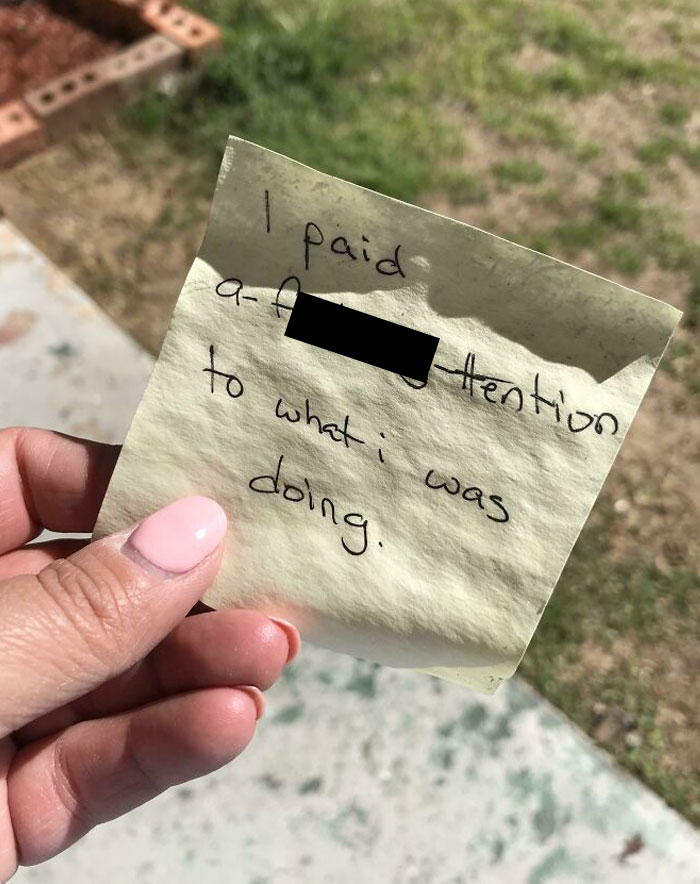 I paid
a- -ttention
to what i was
doing.